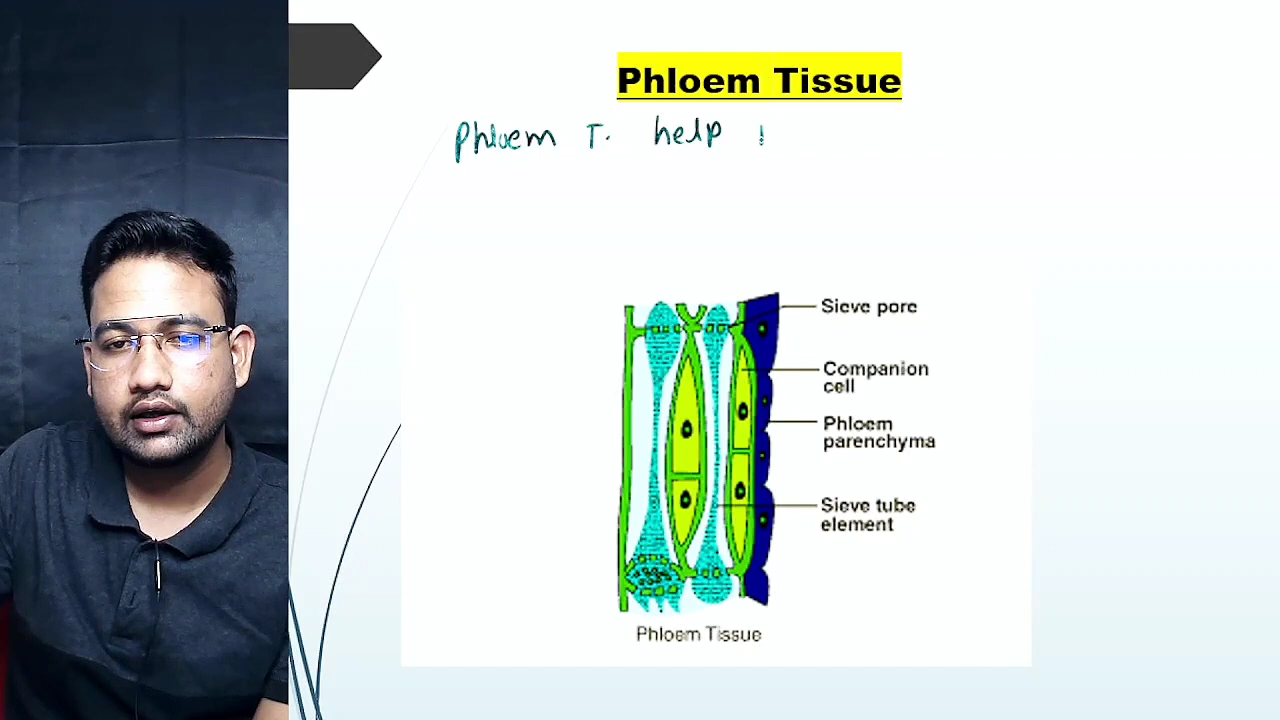 Phloem Tissue
Phloem T. help
Sieve pore
Companion
cell
Phloem
parenchyma
Sieve tube
element
Phloem Tissue